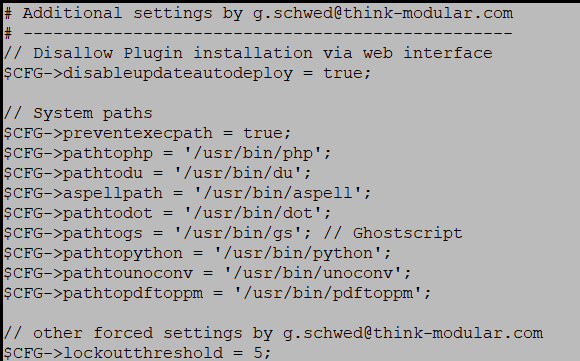 # Additional settings by g.schwed@think-modular.com
# -------------------------------------------------
// Disallow Plugin installation via web interface
$CFG->disableupdateautodeploy = true;
// System paths
$CFG->preventexecpath = true;
$CFG->pathtophp = '/usr/bin/php';
$CFG->pathtodu = '/usr/bin/du';
$CFG->aspellpath = '/usr/bin/aspell';
$CFG->pathtodot = '/usr/bin/dot';
$CFG->pathtogs = '/usr/bin/gs'; // Ghostscript
$CFG->pathtopython = '/usr/bin/python';
$CFG->pathtounoconv = '/usr/bin/unoconv';
$CFG->pathtopdftoppm = '/usr/bin/pdftoppm';
// other forced settings by g.schwed@think-modular.com
$CFG->lockoutthreshold = 5;